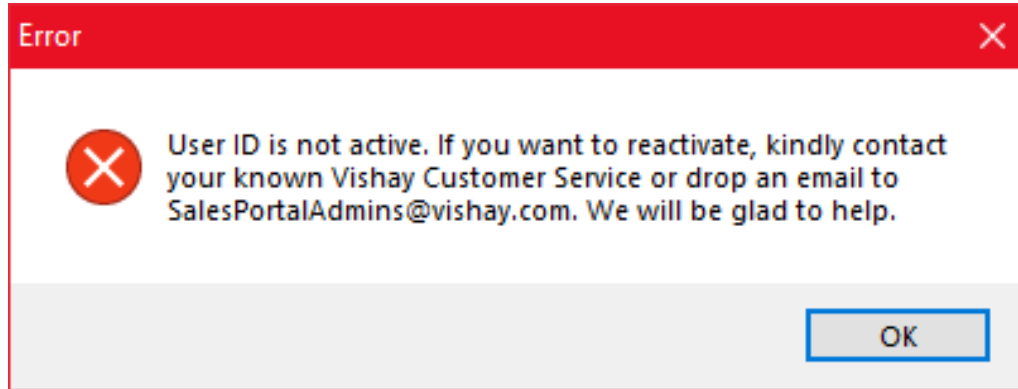 Error
User ID is not active. If you want to reactivate, kindly contact
your known Vishay Customer Service or drop an email to
SalesPortalAdmins@vishay.com. We will be glad to help.
OK